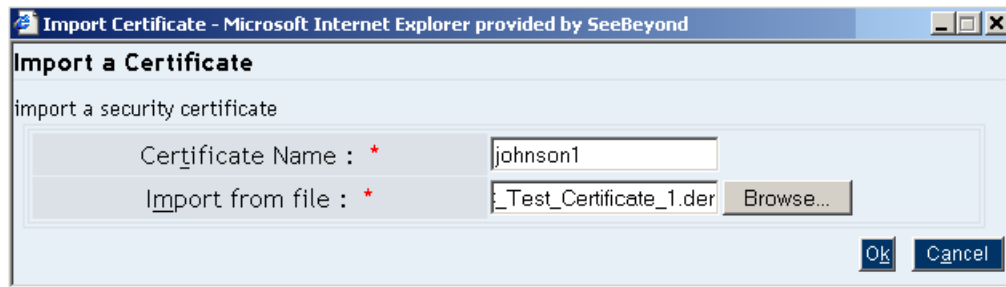 Import Certificate - Microsoft Internet Explorer provided by SeeBeyond
Import a Certificate
import a security certificate
Certificate Name : * johnson1
Import from file : * :_Test_Certificate_1.der Browse...
Ok Cancel